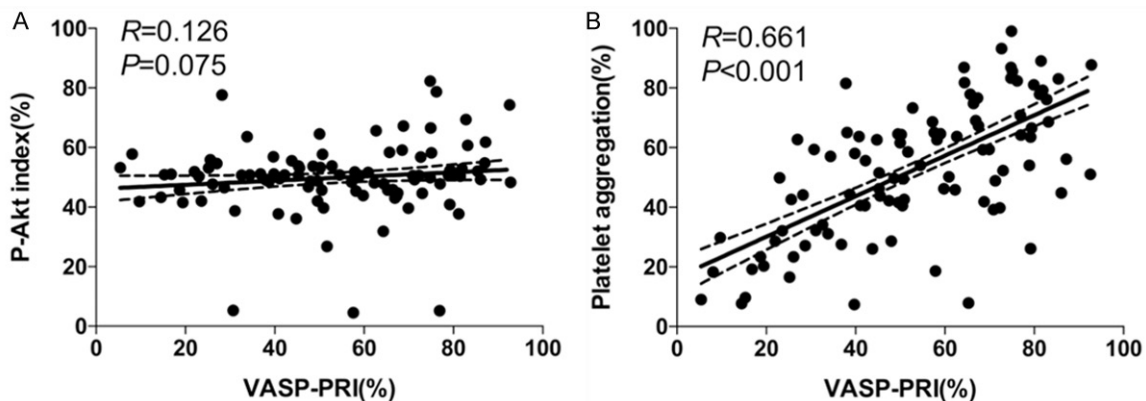 A
R=0.126
P=0.075
P-Akt index(%)
100
80
60
40
20
0
0 20 40 60 80 100
VASP-PRI(%)
B
R=0.661
P<0.001
Platelet aggregation(%)
100
80
60
40
20
0
0 20 40 60 80 100
VASP-PRI(%)